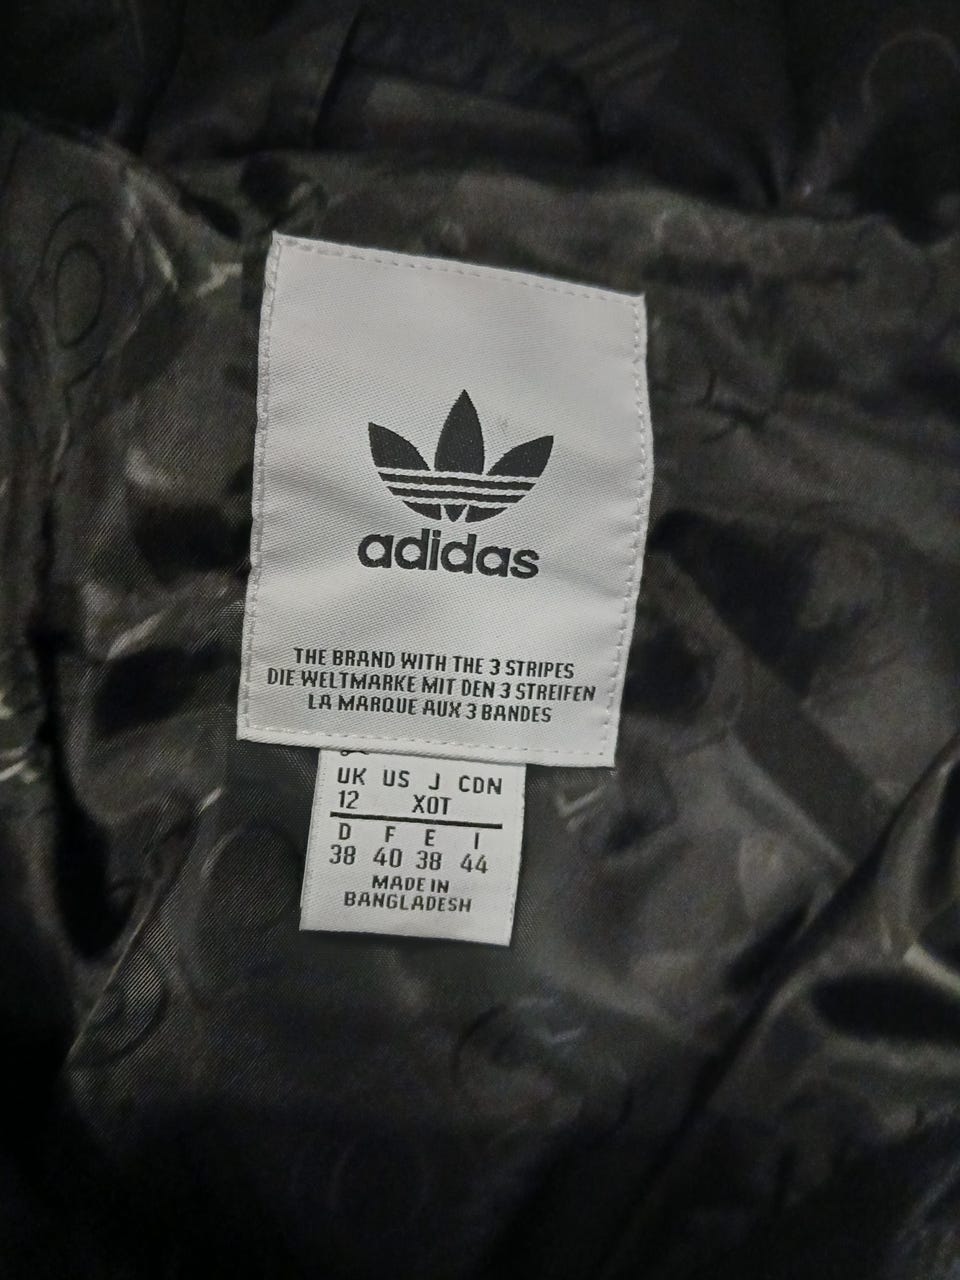 adidas
THE BRAND WITH THE 3 STRIPES
DIE WELTMARKE MIT DEN 3 STREIFEN
LA MARQUE AUX 3 BANDES
UK US J CDN
12 XOT
D F E I
38 40 38 44
MADE IN
BANGLADESH